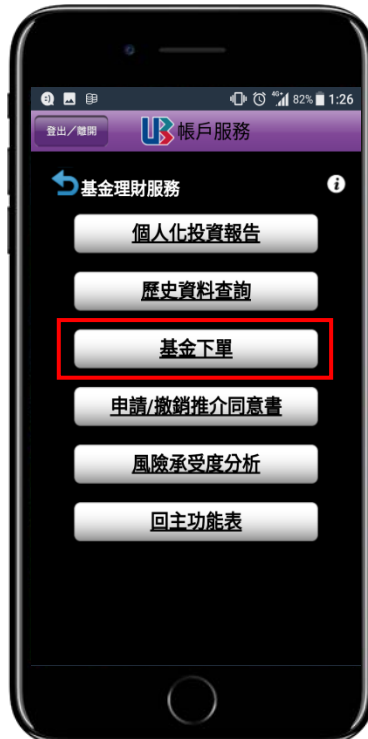 4G 82% 1:26
登出／離開 UB 帳戶服務
基金理財服務 i
個人化投資報告
歷史資料查詢
基金下單
申請/撤銷推介同意書
風險承受度分析
回主功能表